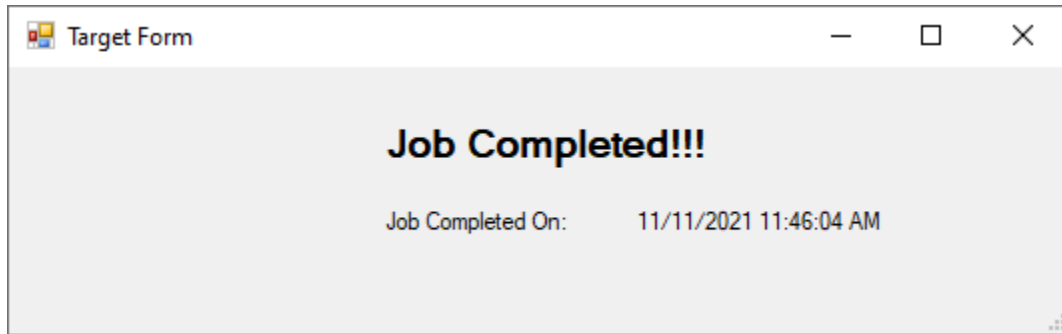 Target Form
Job Completed!!!
Job Completed On: 11/11/2021 11:46:04 AM